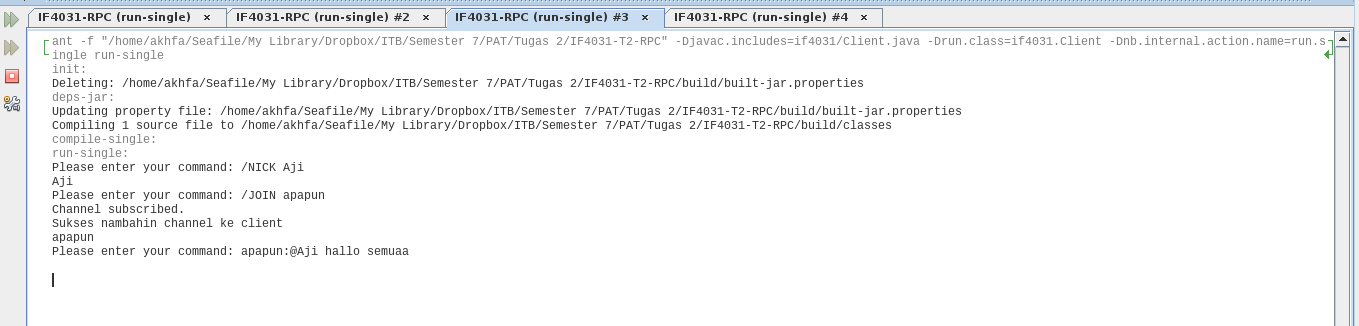 IF4031-RPC (run-single) × IF4031-RPC (run-single) #2 × IF4031-RPC (run-single) #3 × IF4031-RPC (run-single) #4 ×
ant -f "/home/akhfa/Seafile/My Library/Dropbox/ITB/Semester 7/PAT/Tugas 2/IF4031-T2-RPC" -Djavac.includes=if4031/Client.java -Drun.class=if4031.Client -Dnb.internal.action.name=run.s
ingle run-single
init:
Deleting: /home/akhfa/Seafile/My Library/Dropbox/ITB/Semester 7/PAT/Tugas 2/IF4031-T2-RPC/build/built-jar.properties
deps-jar:
Updating property file: /home/akhfa/Seafile/My Library/Dropbox/ITB/Semester 7/PAT/Tugas 2/IF4031-T2-RPC/build/built-jar.properties
Compiling 1 source file to /home/akhfa/Seafile/My Library/Dropbox/ITB/Semester 7/PAT/Tugas 2/IF4031-T2-RPC/build/classes
compile-single:
run-single:
Please enter your command: /NICK Aji
Aji
Please enter your command: /JOIN apapun
Channel subscribed.
Sukses nambahin channel ke client
apapun
Please enter your command: apapun:@Aji hallo semuaa